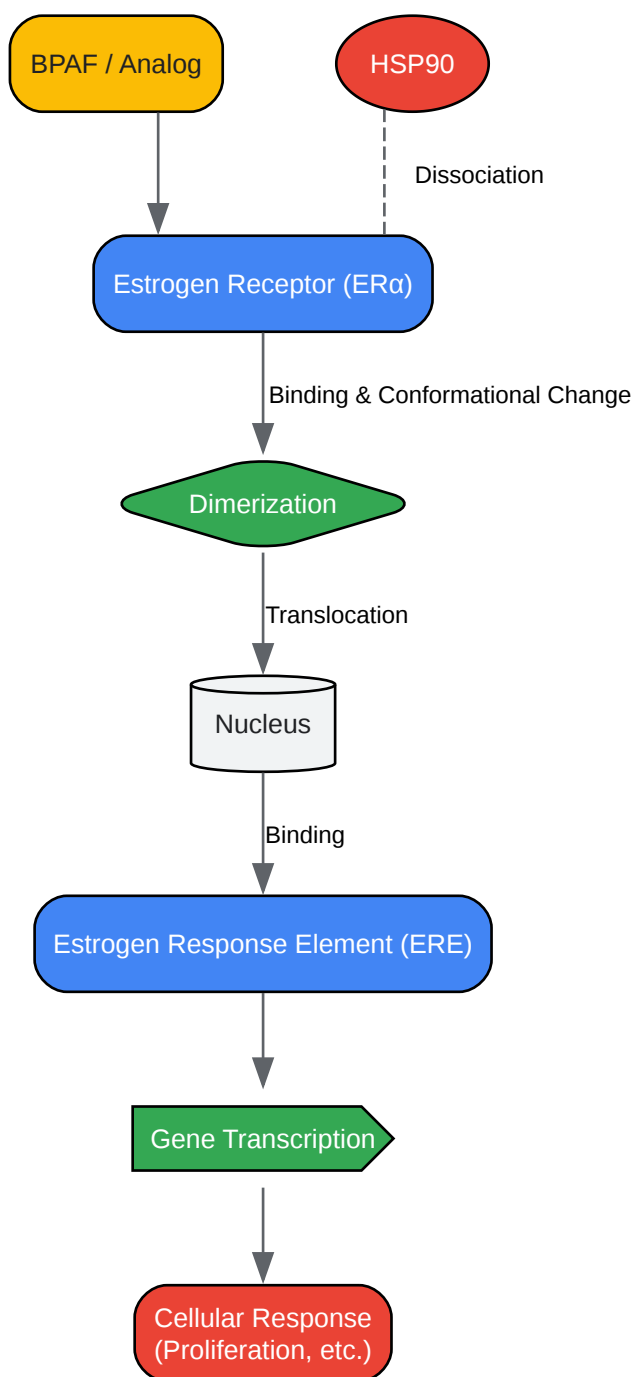 BPAF / Analog
HSP90
Dissociation
Estrogen Receptor (ERα)
Binding & Conformational Change
Dimerization
Translocation
Nucleus
Binding
Estrogen Response Element (ERE)
Gene Transcription
Cellular Response
(Proliferation, etc.)